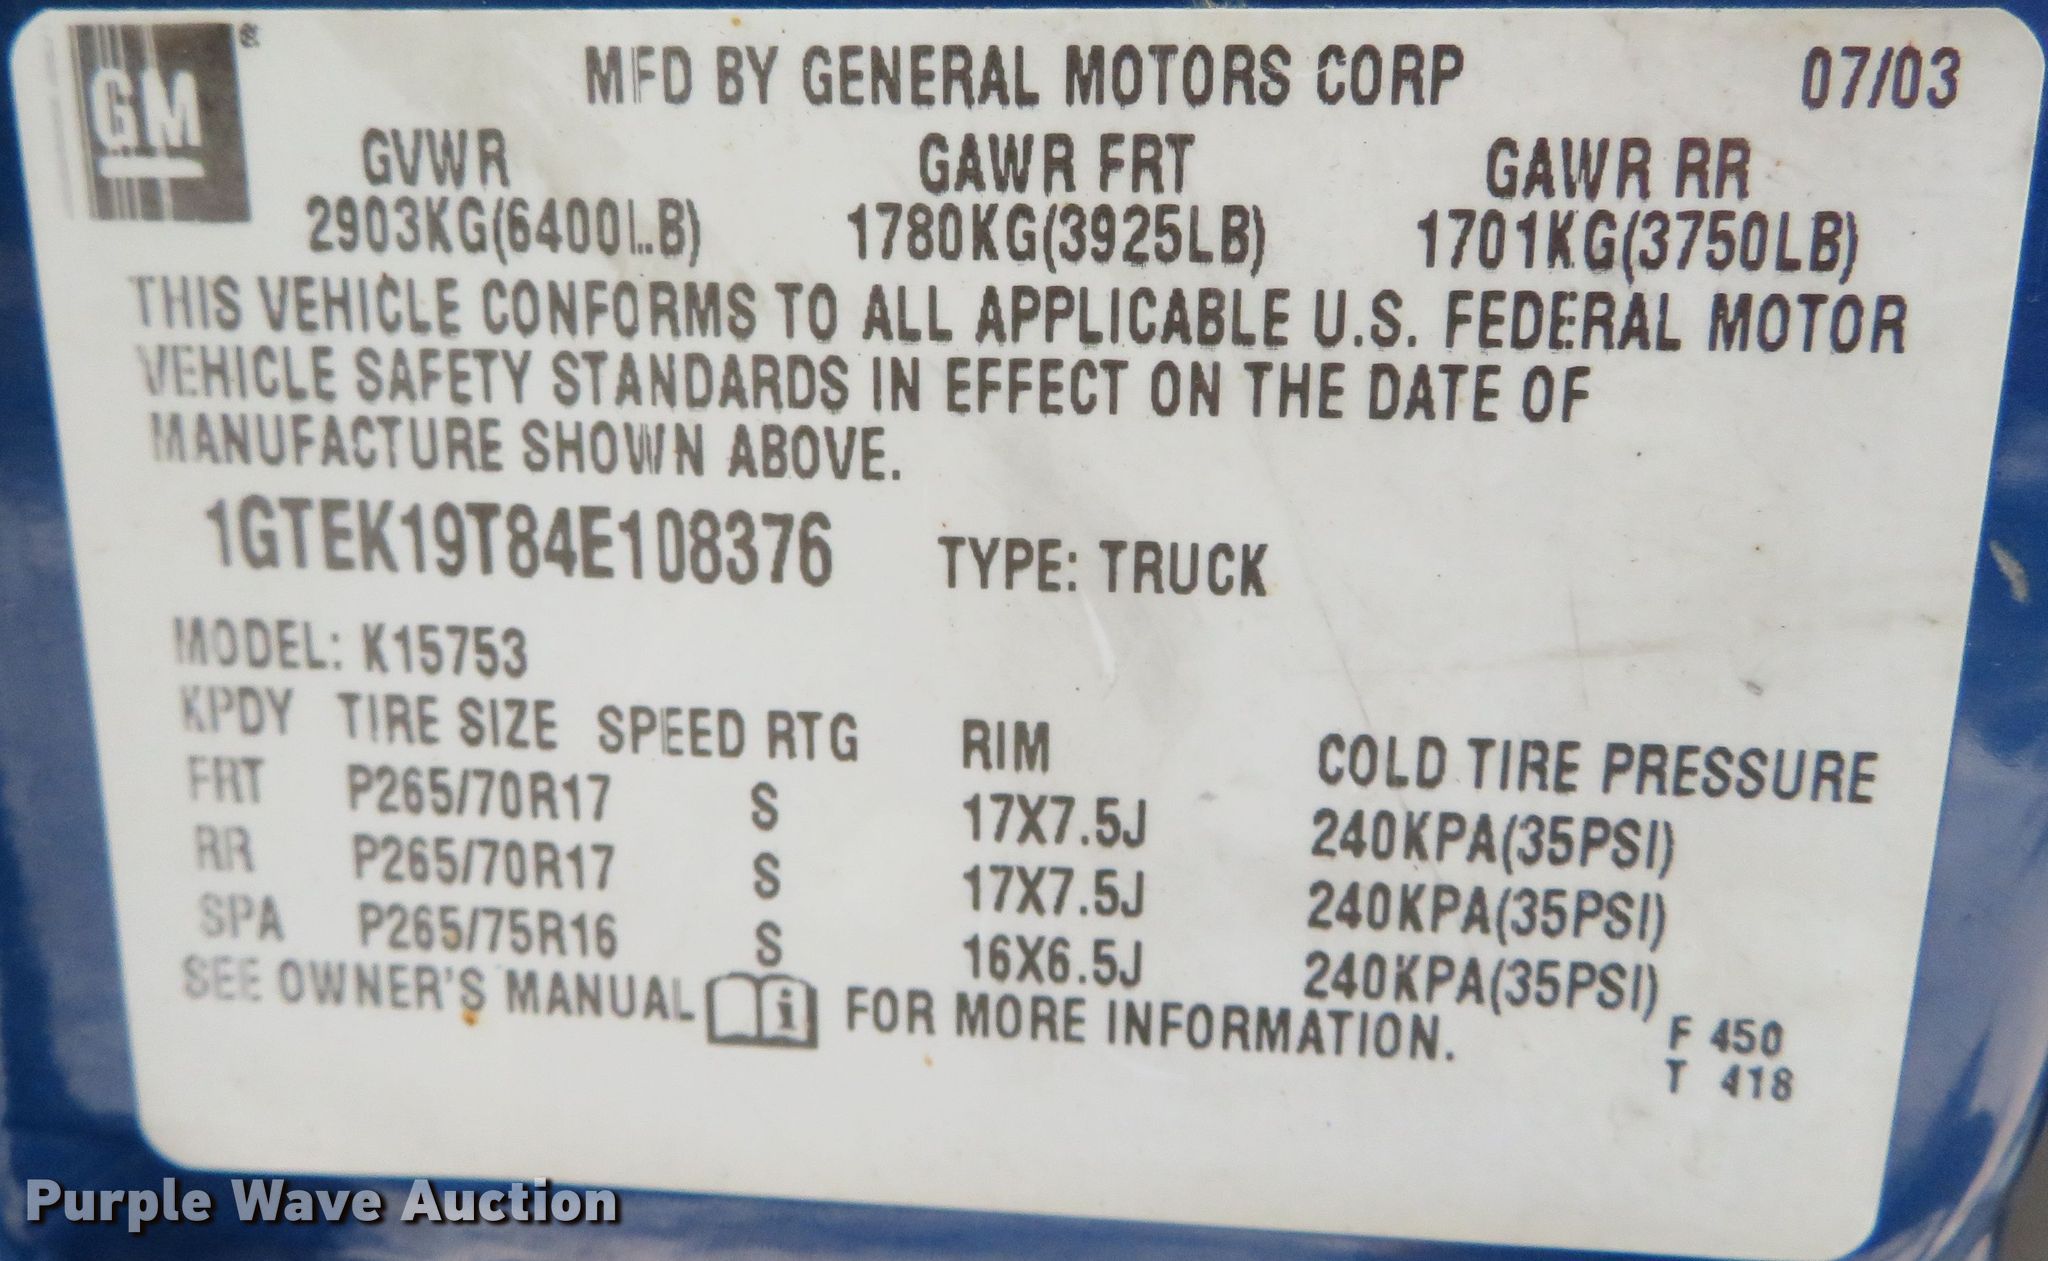 GM
MFD BY GENERAL MOTORS CORP 07/03
GVWR GAWR FRT GAWR RR
2903KG(6400LB) 1780KG(3925LB) 1701KG(3750LB)
THIS VEHICLE CONFORMS TO ALL APPLICABLE U.S. FEDERAL MOTOR
VEHICLE SAFETY STANDARDS IN EFFECT ON THE DATE OF
MANUFACTURE SHOWN ABOVE.
1GTEK19T84E108376 TYPE: TRUCK
MODEL: K15753
KPDY TIRE SIZE SPEED RTG RIM COLD TIRE PRESSURE
FRT P265/70R17 S 17X7.5J 240KPA(35PSI)
RR P265/70R17 S 17X7.5J 240KPA(35PSI)
SPA P265/75R16 S 16X6.5J 240KPA(35PSI)
SEE OWNER'S MANUAL i FOR MORE INFORMATION.
F 450
T 418
Purple Wave Auction